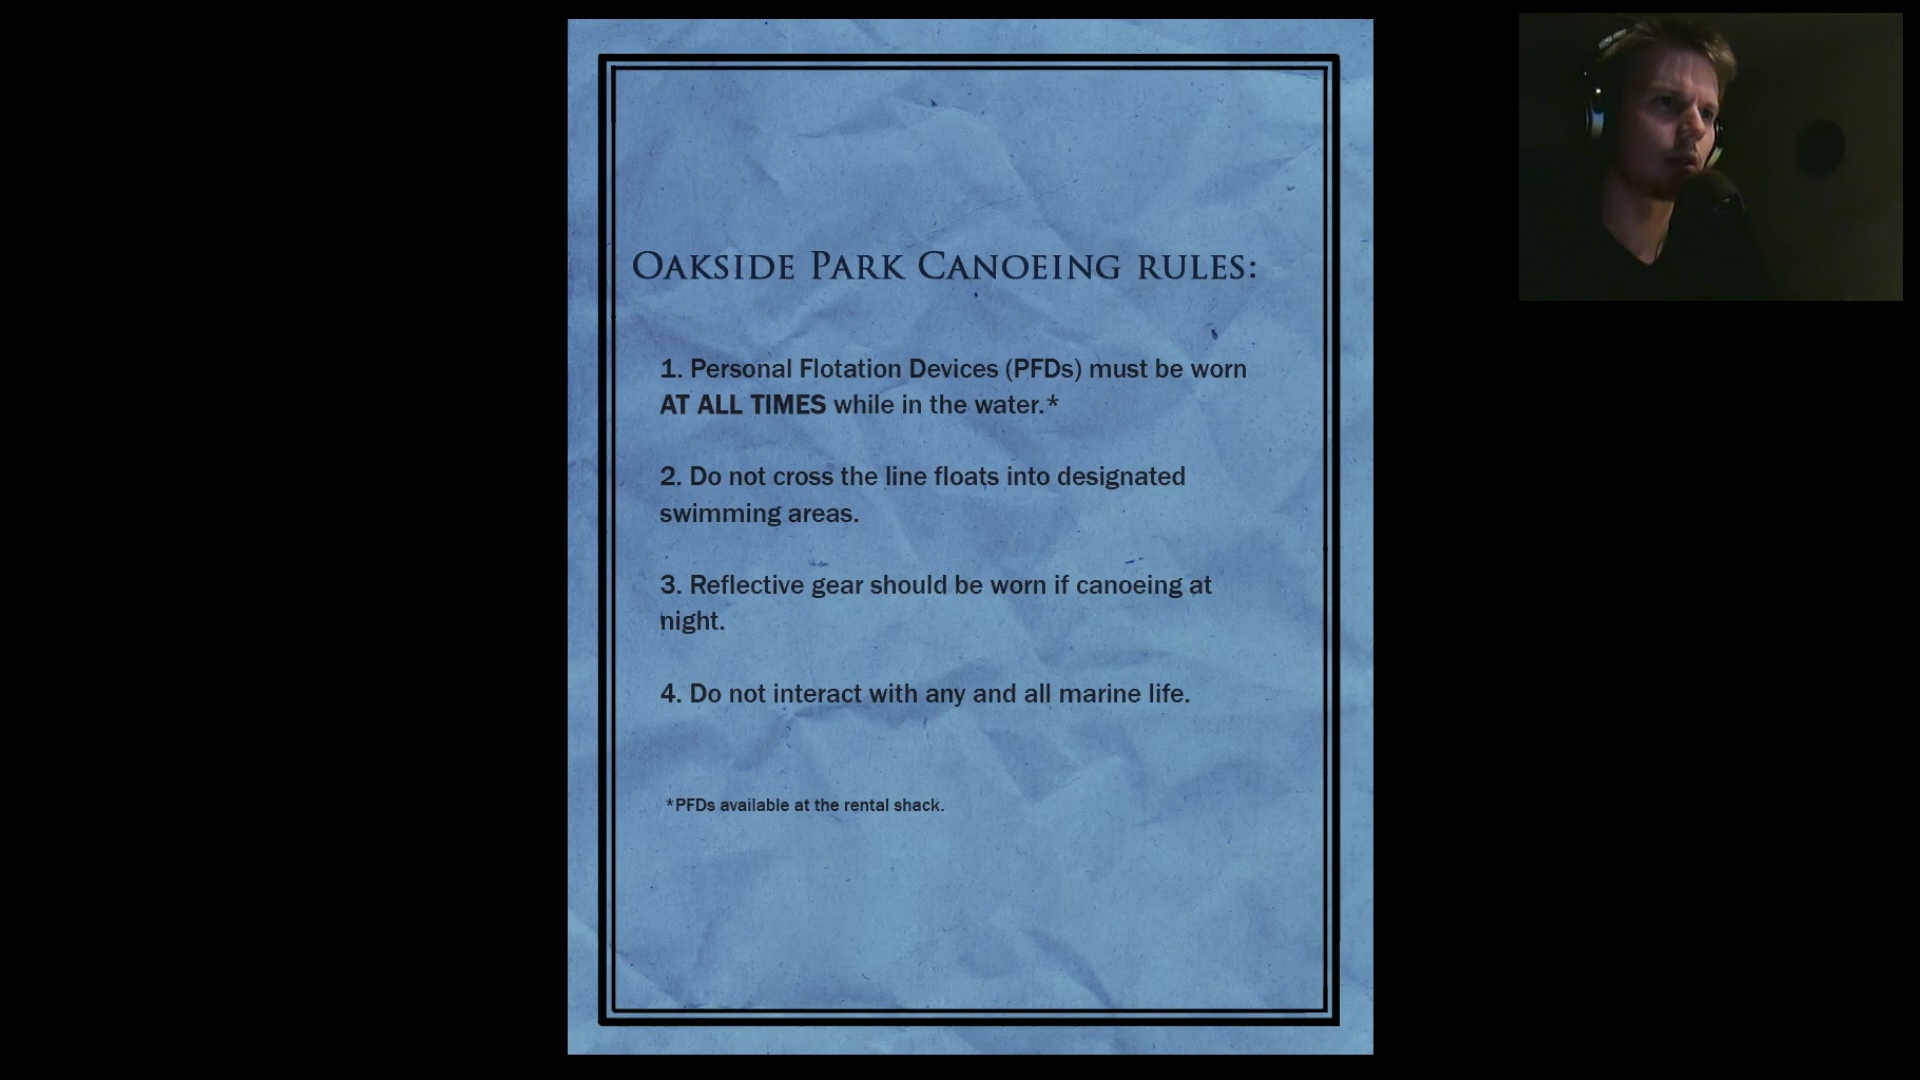 OAKSIDE PARK CANOEING RULES:
1. Personal Flotation Devices (PFDs) must be worn
AT ALL TIMES while in the water.*
2. Do not cross the line floats into designated
swimming areas.
3. Reflective gear should be worn if canoeing at
night.
4. Do not interact with any and all marine life.
*PFDs available at the rental shack.